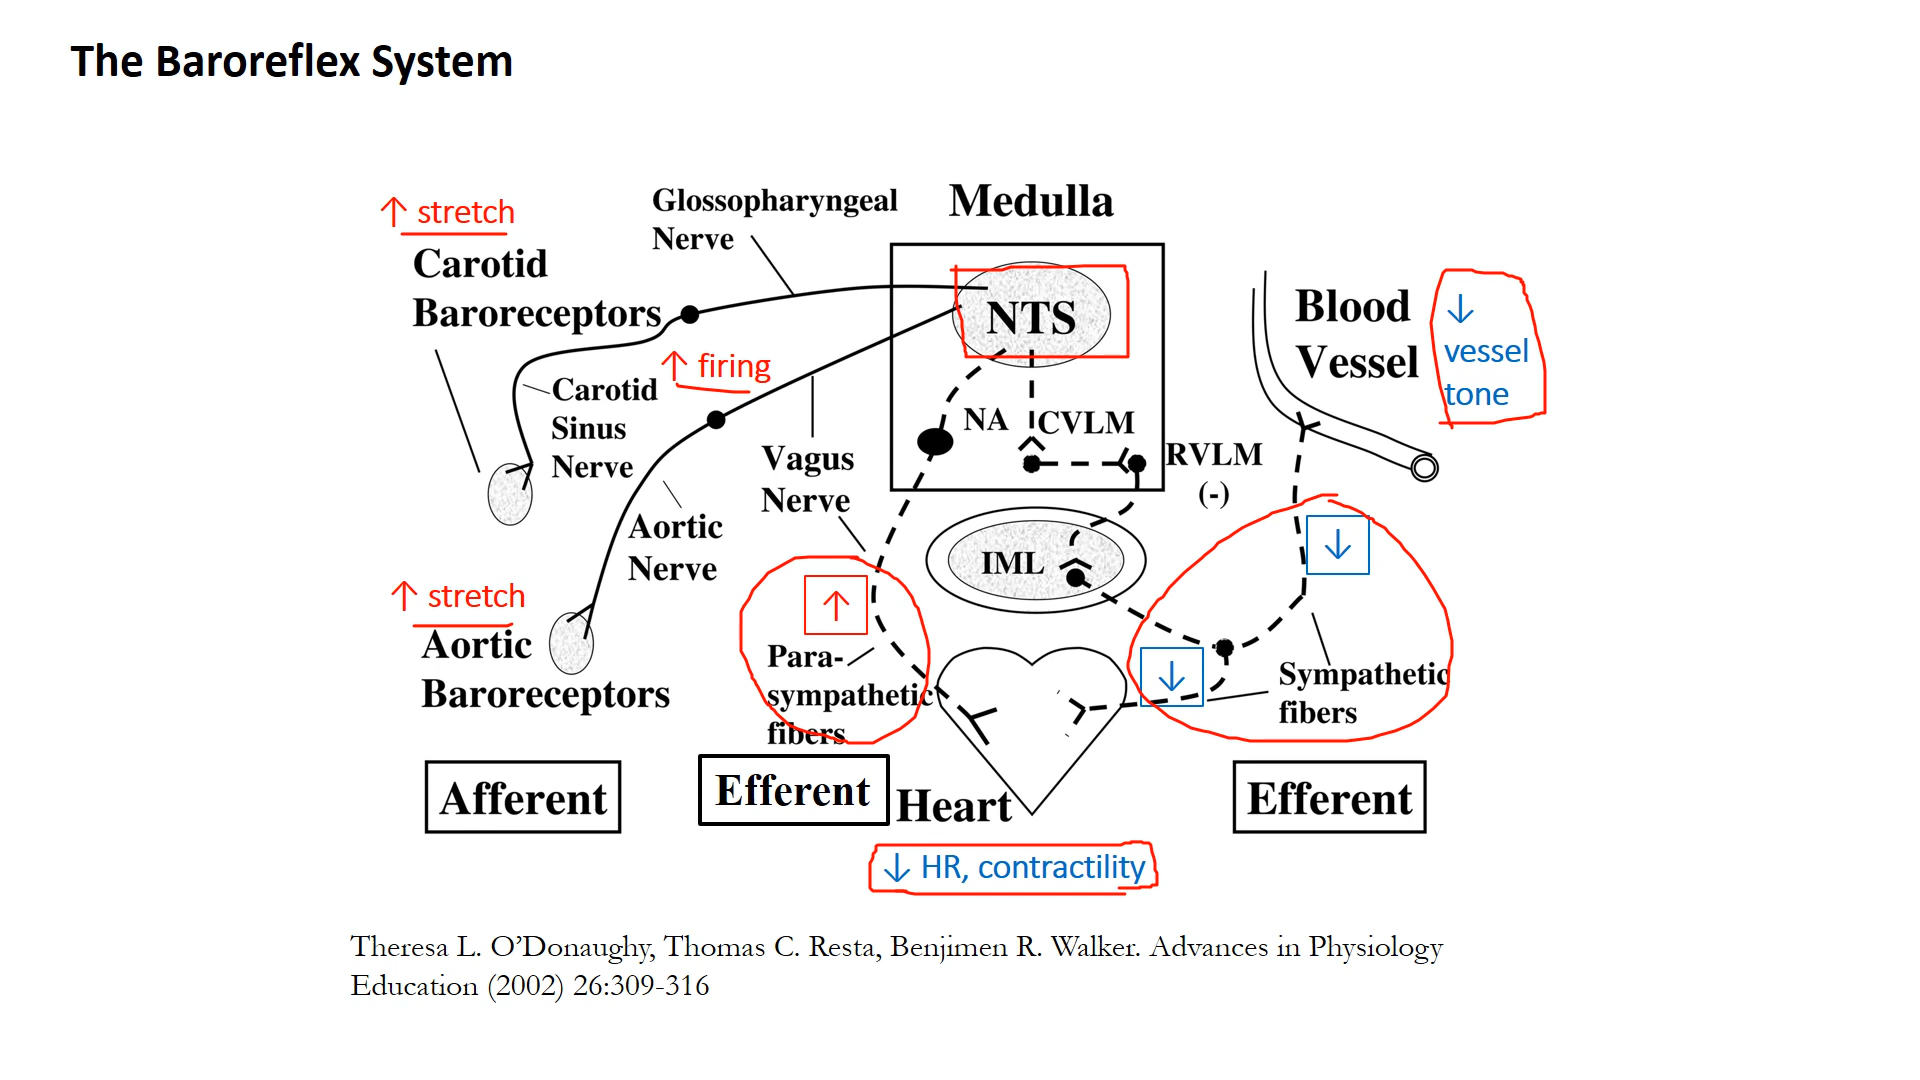 The Baroreflex System
↑ stretch
Carotid
Baroreceptors
Glossopharyngeal
Nerve
Medulla
NTS
↑ firing
Carotid
Sinus
Nerve
NA
CVLM
RVLM
(-)
Vagus
Nerve
Aortic
Nerve
IML
Blood
Vessel
↓
vessel
tone
↑ stretch
Aortic
Baroreceptors
↑
Para-
sympathetic
fibers
↓
↓
Sympathetic
fibers
Afferent
Efferent
Heart
Efferent
↓ HR, contractility
Theresa L. O’Donaughy, Thomas C. Resta, Benjimen R. Walker. Advances in Physiology
Education (2002) 26:309-316